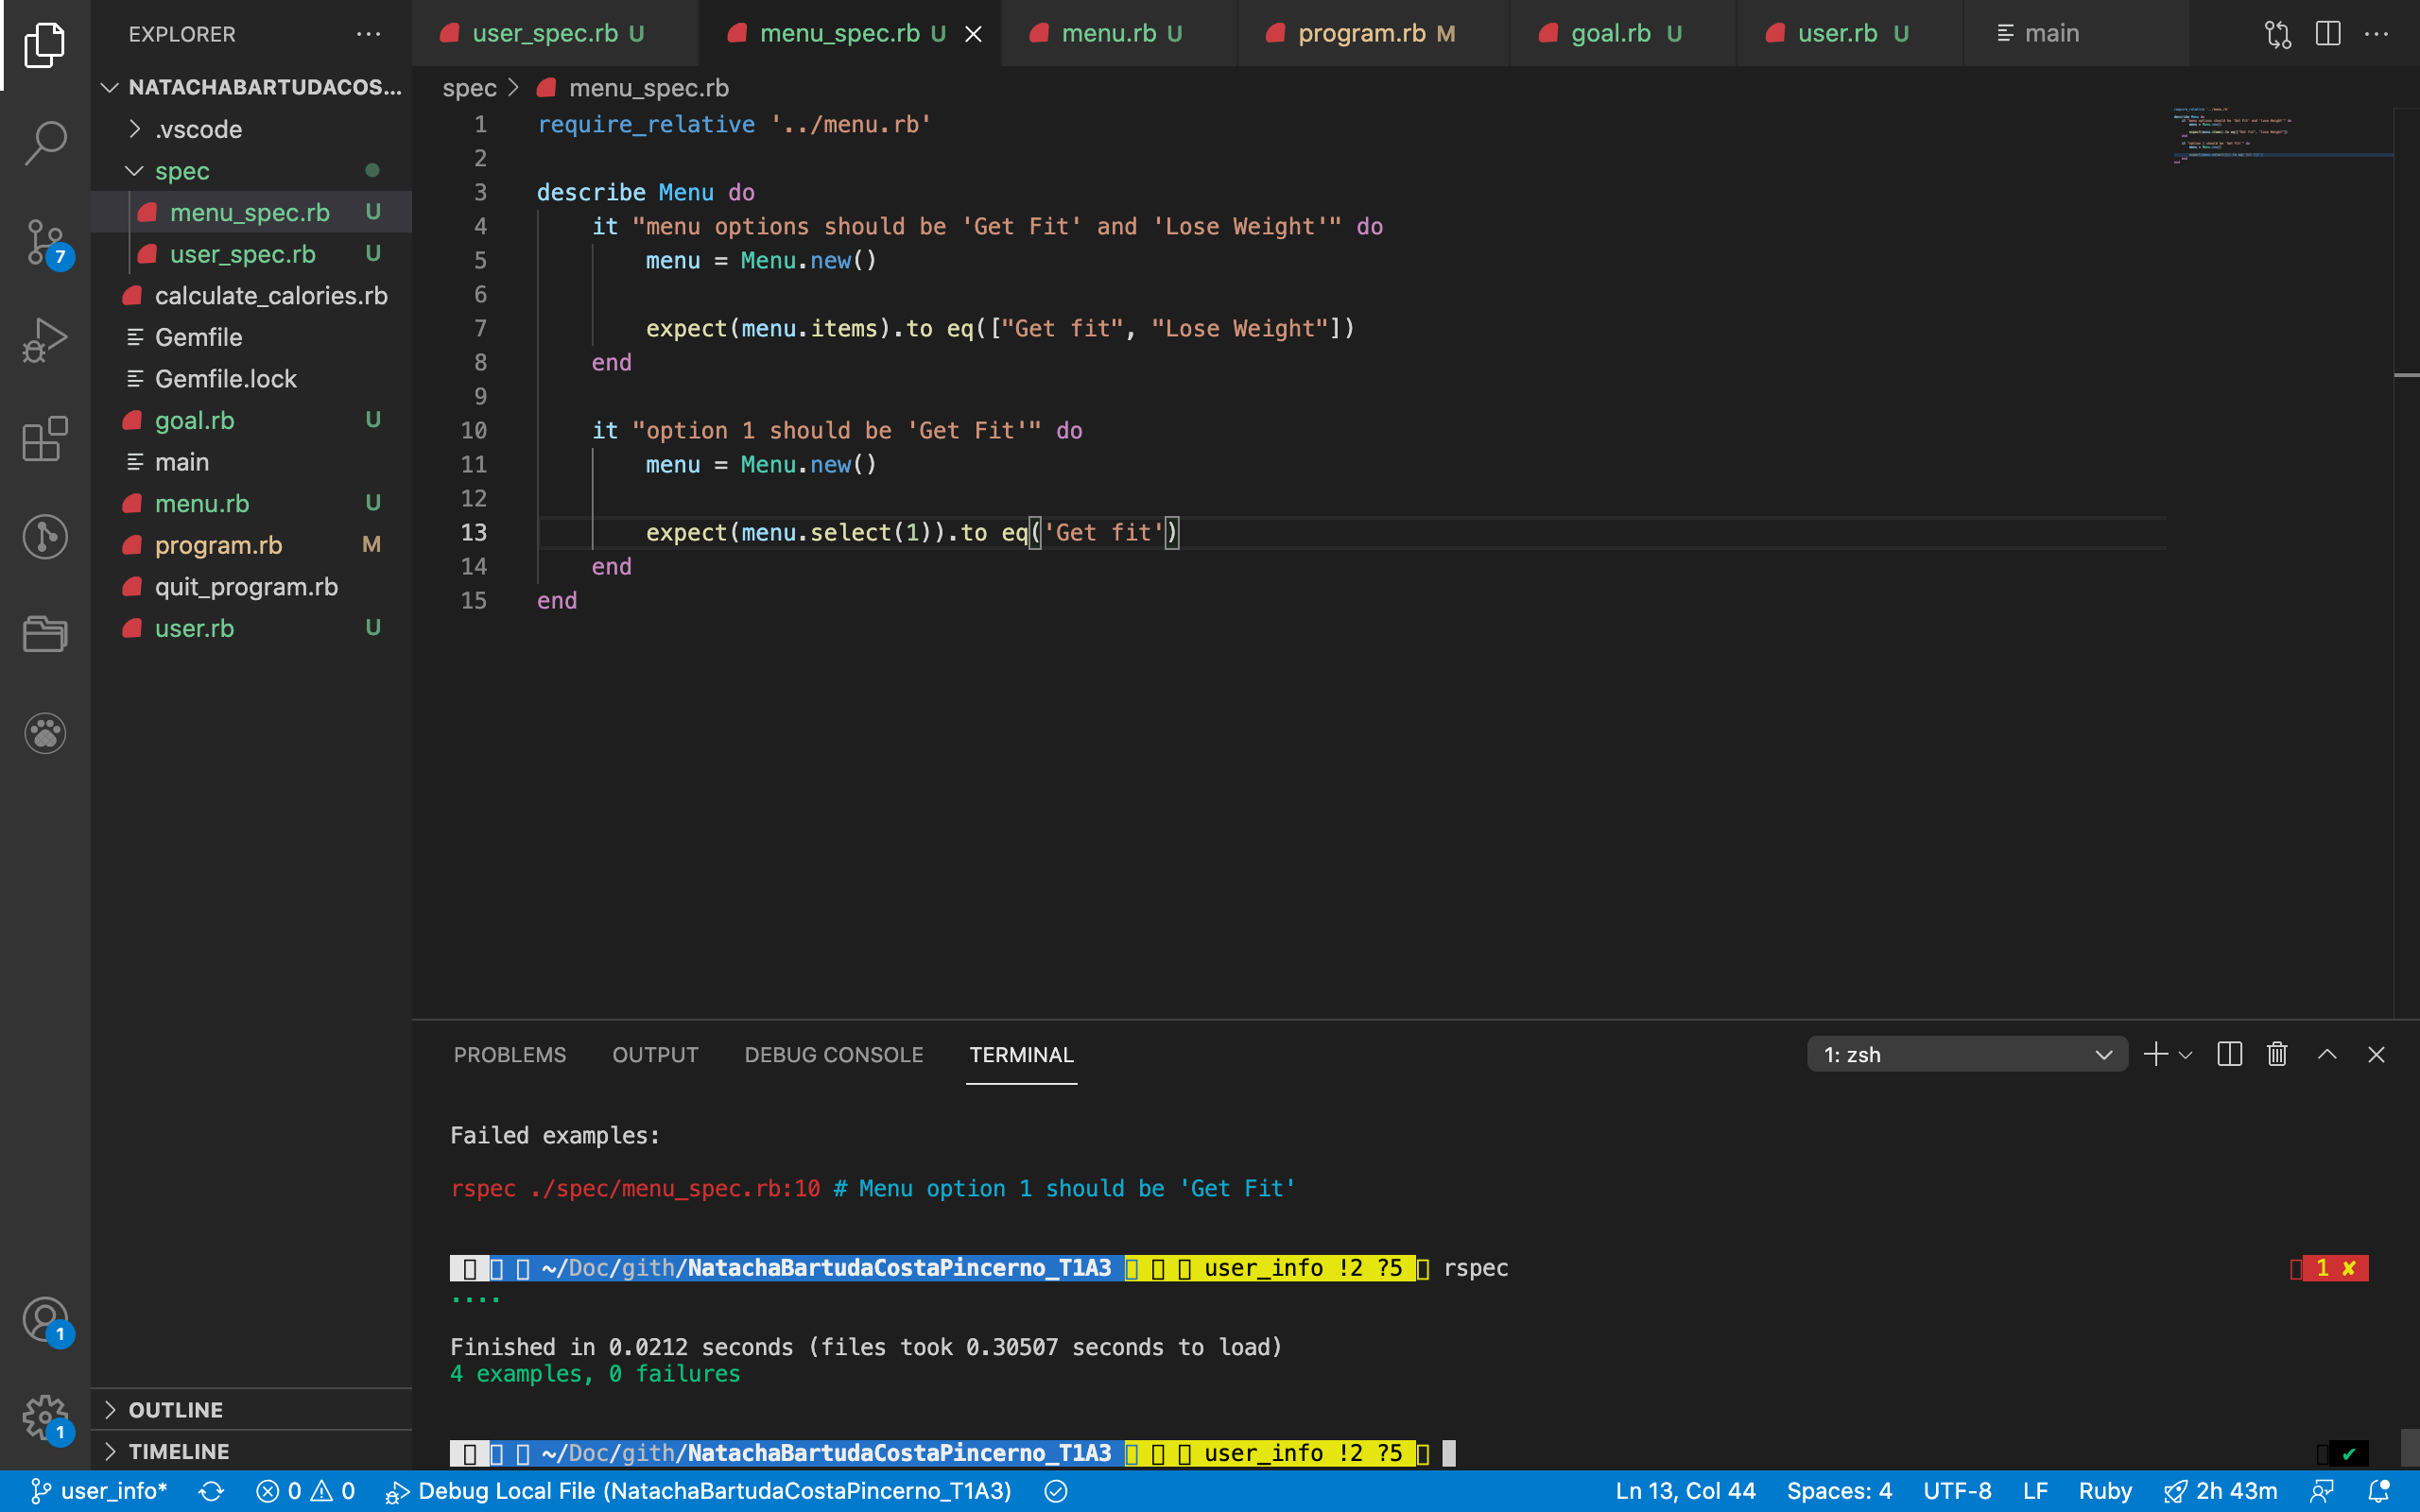 EXPLORER
NATACHABARTUDACOS...
.vscode
spec
menu_spec.rb U
user_spec.rb U
calculate_calories.rb
Gemfile
Gemfile.lock
goal.rb U
main
menu.rb U
program.rb M
quit_program.rb
user.rb U
OUTLINE
TIMELINE
7
1
1
user_spec.rb U
menu_spec.rb U
menu.rb U
program.rb M
goal.rb U
user.rb U
main
spec > menu_spec.rb
1 require_relative '../menu.rb'
2
3 describe Menu do
4 it "menu options should be 'Get Fit' and 'Lose Weight'" do
5 menu = Menu.new()
6
7 expect(menu.items).to eq(["Get fit", "Lose Weight"])
8 end
9
10 it "option 1 should be 'Get Fit'" do
11 menu = Menu.new()
12
13 expect(menu.select(1)).to eq('Get fit')
14 end
15 end
PROBLEMS OUTPUT DEBUG CONSOLE TERMINAL
1: zsh
Failed examples:
rspec ./spec/menu_spec.rb:10 # Menu option 1 should be 'Get Fit'
~/Doc/gith/NatachaBartudaCostaPincerno_T1A3 user_info !2 ?5 rspec 1 ✘
....
Finished in 0.0212 seconds (files took 0.30507 seconds to load)
4 examples, 0 failures
~/Doc/gith/NatachaBartudaCostaPincerno_T1A3 user_info !2 ?5 ✔
user_info* 0 0 Debug Local File (NatachaBartudaCostaPincerno_T1A3) Ln 13, Col 44 Spaces: 4 UTF-8 LF Ruby 2h 43m